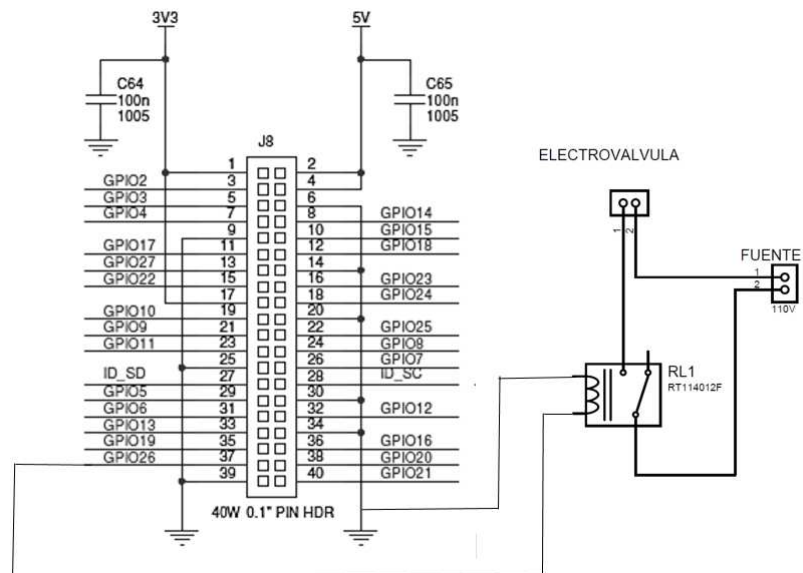 3V3
5V
C64
100n
1005
C65
100n
1005
J8
ELECTROVALVULA
1 2
GPIO2 3 4
GPIO3 5 6
GPIO4 7 8 GPIO14
9 10 GPIO15
GPIO17 11 12 GPIO18
GPIO27 13 14
GPIO22 15 16 GPIO23
17 18 GPIO24
GPIO10 19 20
GPIO9 21 22 GPIO25
GPIO11 23 24 GPIO8
25 26 GPIO7
ID_SD 27 28 ID_SC
GPIO5 29 30
GPIO6 31 32 GPIO12
GPIO13 33 34
GPIO19 35 36 GPIO16
GPIO26 37 38 GPIO20
39 40 GPIO21
40W 0.1" PIN HDR
1 2
FUENTE
1
2
110V
RL1
RT114012F